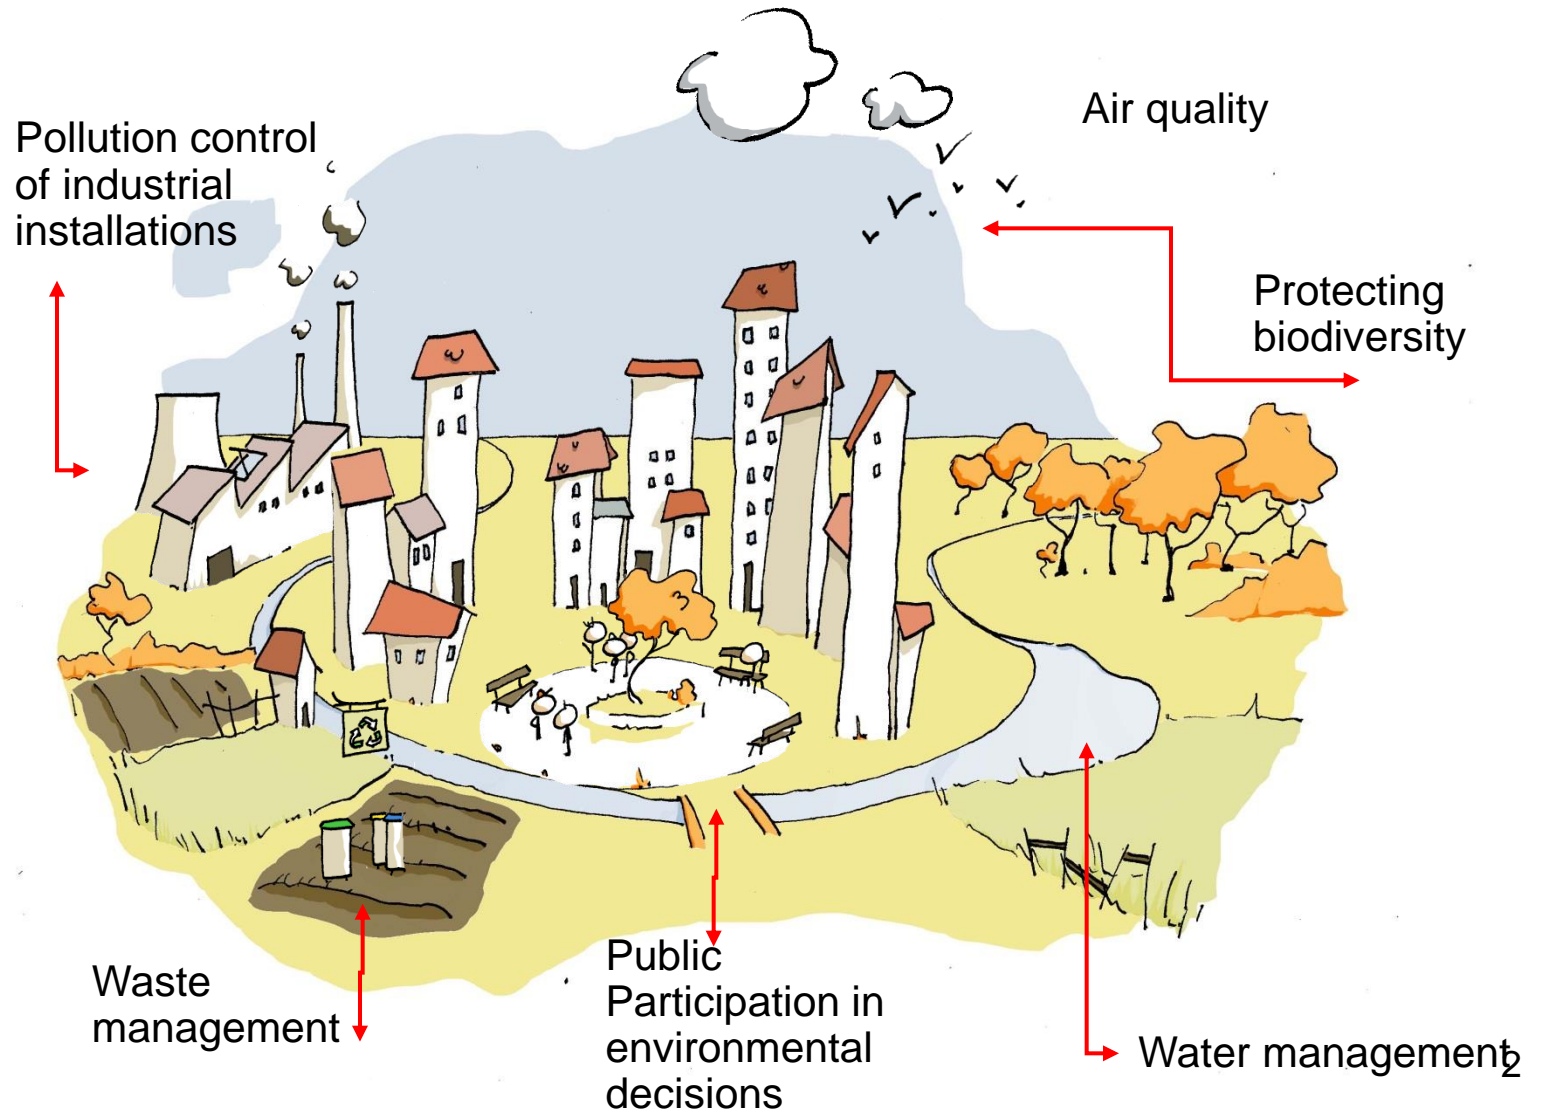 Air quality
Pollution control
of industrial
installations
Protecting
biodiversity
Waste
management
Public
Participation in
environmental
decisions
Water management
2